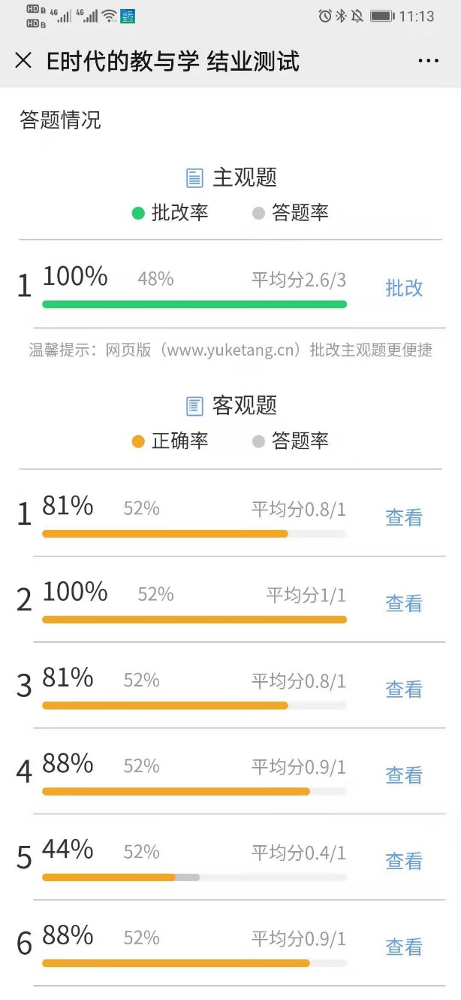 HD 1 4G 4G 11:13
HD 2
E时代的教与学 结业测试
答题情况
主观题
批改率 答题率
1 100% 48% 平均分2.6/3 批改
温馨提示：网页版（www.yuketang.cn）批改主观题更便捷
客观题
正确率 答题率
1 81% 52% 平均分0.8/1 查看
2 100% 52% 平均分1/1 查看
3 81% 52% 平均分0.8/1 查看
4 88% 52% 平均分0.9/1 查看
5 44% 52% 平均分0.4/1 查看
6 88% 52% 平均分0.9/1 查看